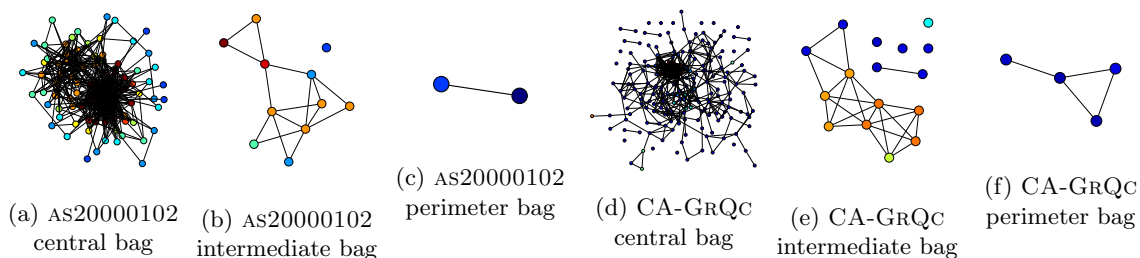 (a) AS20000102
central bag
(b) AS20000102
intermediate bag
(c) AS20000102
perimeter bag
(d) CA-GRQC
central bag
(e) CA-GRQC
intermediate bag
(f) CA-GRQC
perimeter bag